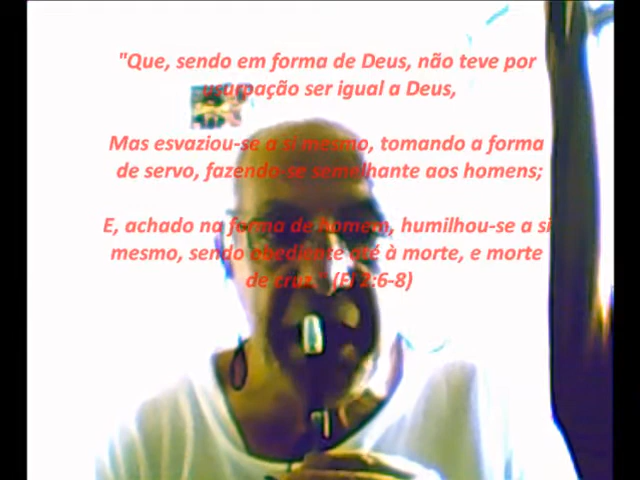 "Que, sendo em forma de Deus, não teve por
usurpação ser igual a Deus,
Mas esvaziou-se a si mesmo, tomando a forma
de servo, fazendo-se semelhante aos homens;
E, achado na forma de homem, humilhou-se a si
mesmo, sendo obediente até à morte, e morte
de cruz." (Fl 2:6-8)